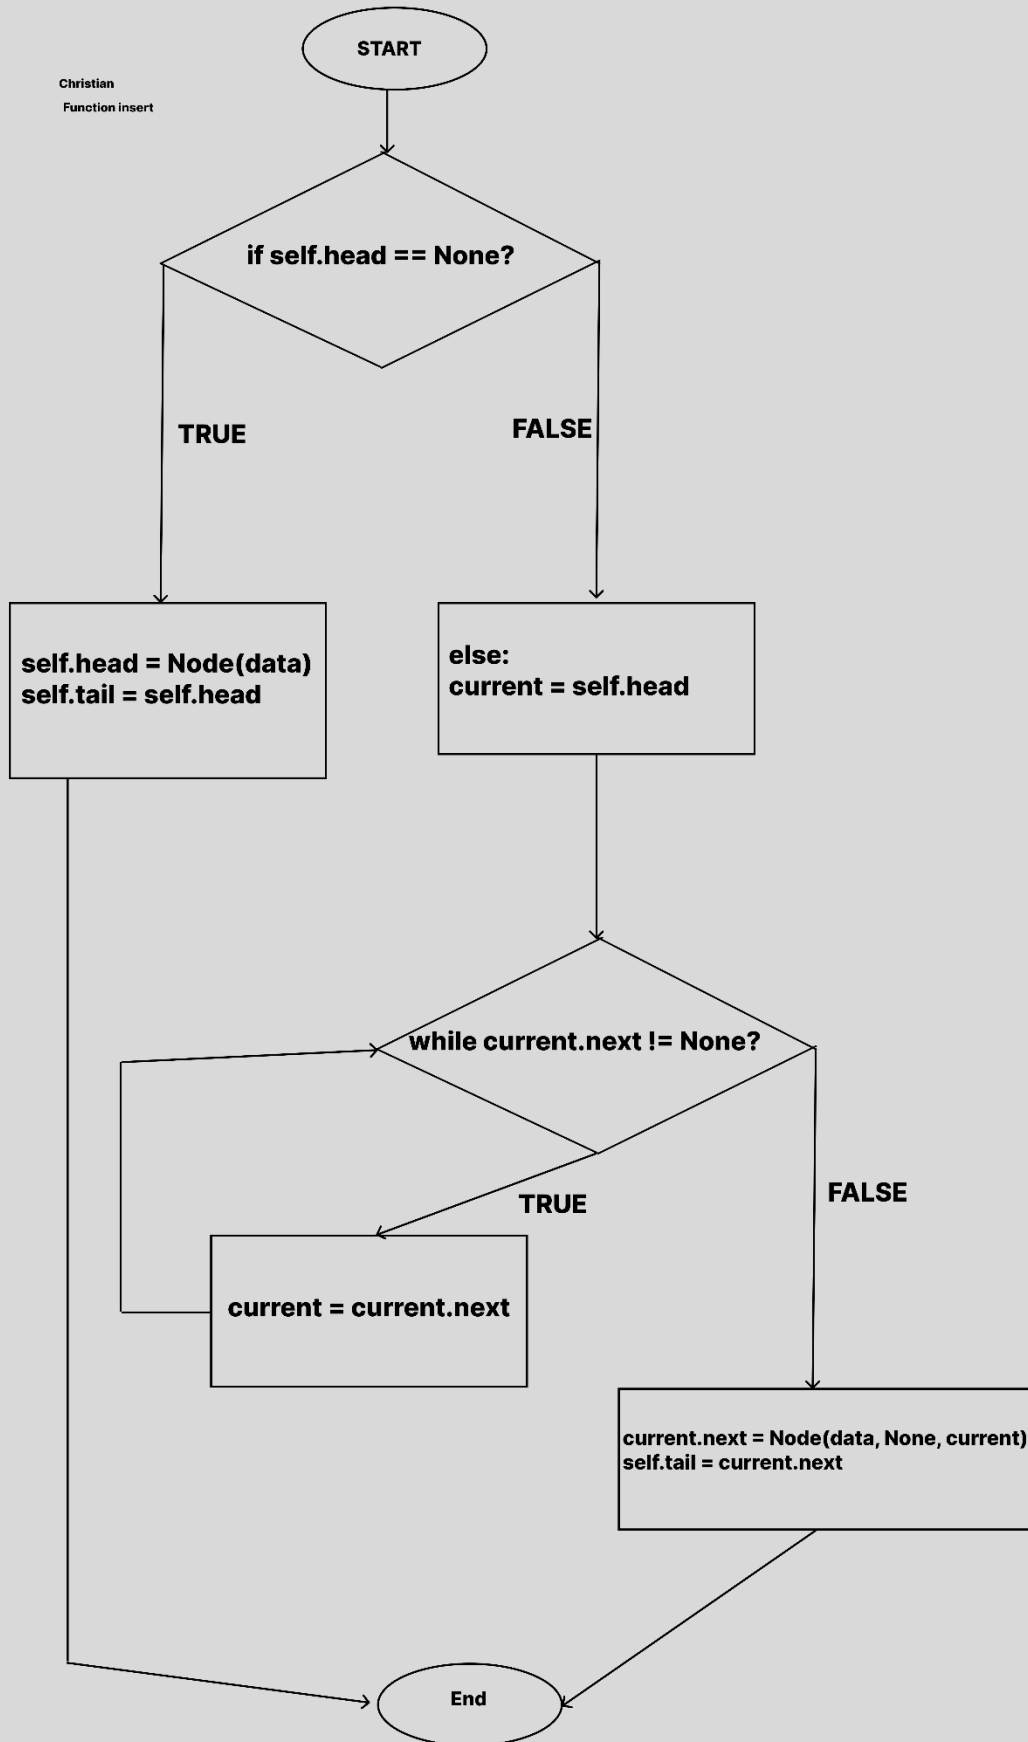 START
Christian
Function insert
if self.head == None?
TRUE
FALSE
self.head = Node(data)
self.tail = self.head
else:
current = self.head
while current.next != None?
TRUE
FALSE
current = current.next
current.next = Node(data, None, current)
self.tail = current.next
End